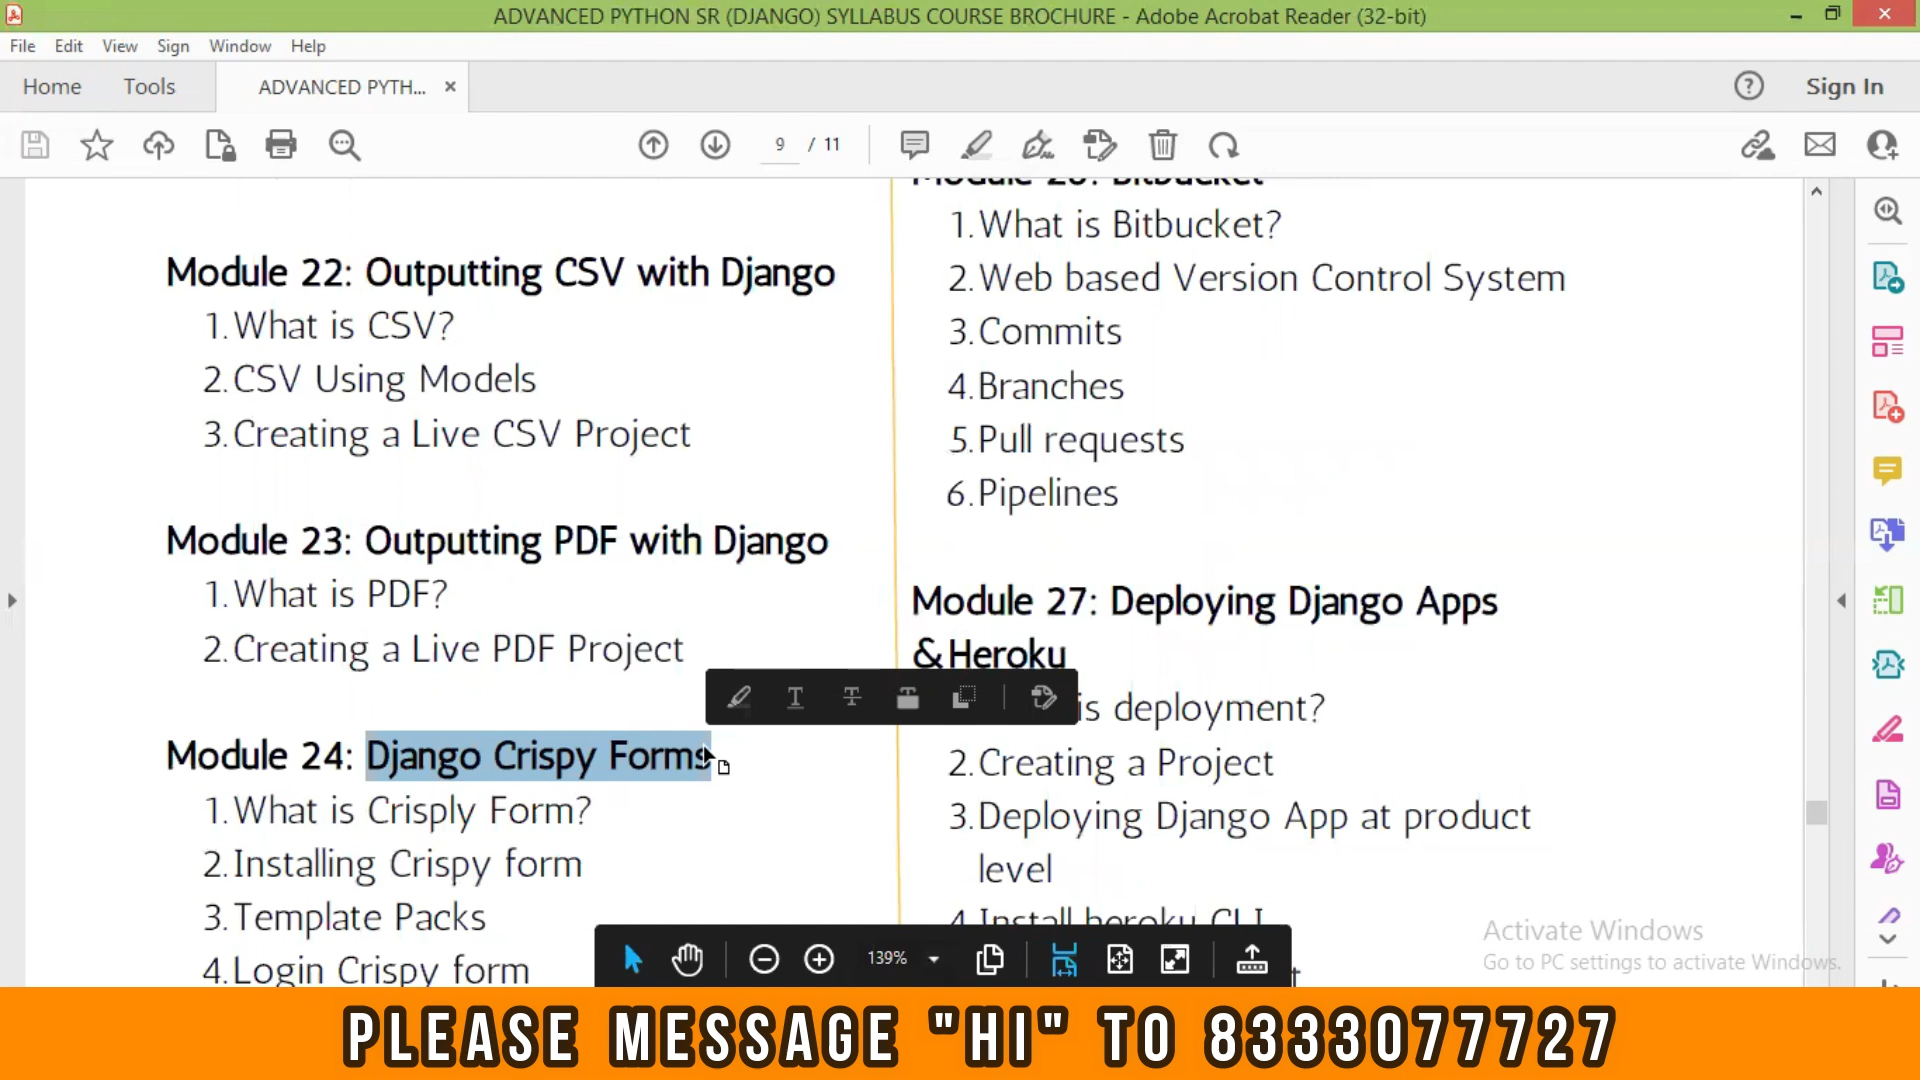 ADVANCED PYTHON SR (DJANGO) SYLLABUS COURSE BROCHURE - Adobe Acrobat Reader (32-bit)
File Edit View Sign Window Help
Home Tools ADVANCED PYTH... × Sign In
9 / 11
Module 22: Outputting CSV with Django
1.What is CSV?
2.CSV Using Models
3.Creating a Live CSV Project
Module 23: Outputting PDF with Django
1.What is PDF?
2.Creating a Live PDF Project
Module 24: Django Crispy Forms
1.What is Crisply Form?
2.Installing Crispy form
3.Template Packs
4.Login Crispy form
Module 26: Bitbucket
1.What is Bitbucket?
2.Web based Version Control System
3.Commits
4.Branches
5.Pull requests
6.Pipelines
Module 27: Deploying Django Apps
&Heroku
is deployment?
2.Creating a Project
3.Deploying Django App at product
level
4.Install heroku CLI
139%
Activate Windows
Go to PC settings to activate Windows.
PLEASE MESSAGE "HI" TO 8333077727